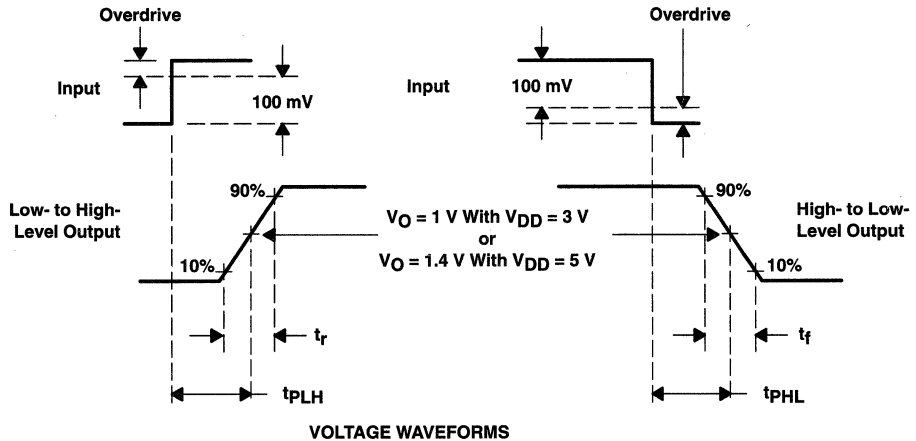 Overdrive
Overdrive
Input
100 mV
Input
100 mV
90%
90%
Low- to High-
Level Output
V_O = 1 V With V_DD = 3 V
or
V_O = 1.4 V With V_DD = 5 V
High- to Low-
Level Output
10%
10%
t_r
t_f
t_PLH
t_PHL
VOLTAGE WAVEFORMS